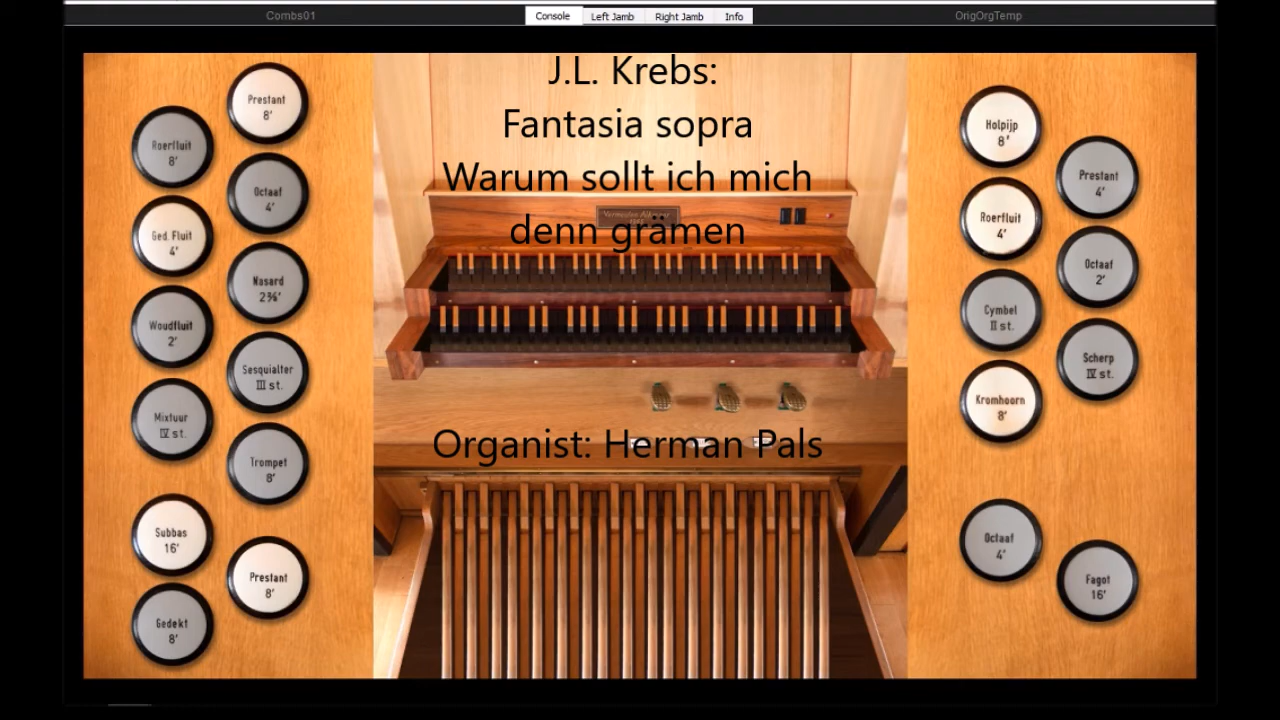 Combs01
Console
Left Jamb
Right Jamb
Info
OrigOrgTemp
J.L. Krebs:
Fantasia sopra
Warum sollt ich mich
denn gramen
Organist: Herman Pals
Prestant
8'
Roerfluit
8'
Octaaf
4'
Ged. Fluit
4'
Nasard
2⅔'
Woudfluit
2'
Sesquialter
III st.
Mixtuur
IV st.
Trompet
8'
Subbas
16'
Prestant
8'
Gedekt
8'
Holpijp
8'
Prestant
4'
Roerfluit
4'
Octaaf
2'
Cymbel
II st.
Scherp
IV st.
Kromhoorn
8'
Octaaf
4'
Fagot
16'